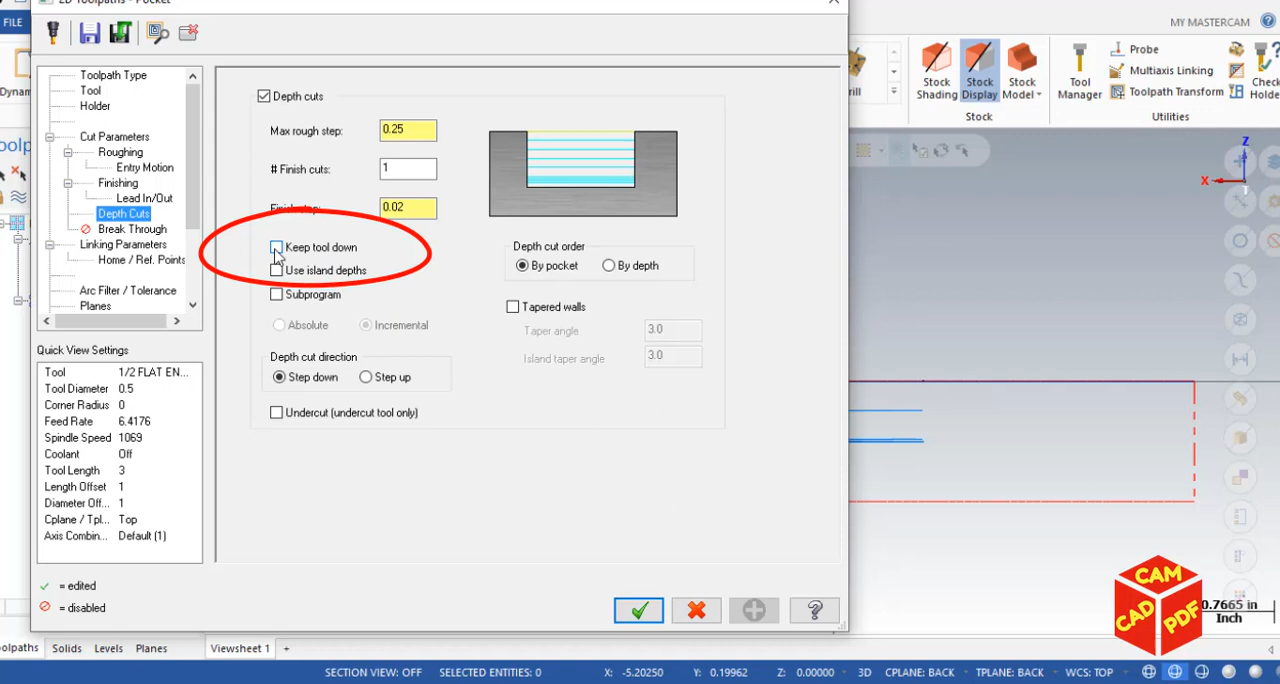 2D Toolpaths - Pocket
FILE
MY MASTERCAM
Toolpath Type
Tool
Holder
Cut Parameters
Roughing
Entry Motion
Finishing
Lead In/Out
Depth Cuts
Break Through
Linking Parameters
Home / Ref. Points
Arc Filter / Tolerance
Planes
Quick View Settings
Tool 1/2 FLAT EN...
Tool Diameter 0.5
Corner Radius 0
Feed Rate 6.4176
Spindle Speed 1069
Coolant Off
Tool Length 3
Length Offset 1
Diameter Off... 1
Cplane / Tpl... Top
Axis Combin... Default (1)
= edited
= disabled
Depth cuts
Max rough step: 0.25
# Finish cuts: 1
Finish step: 0.02
Keep tool down
Use island depths
Subprogram
Absolute Incremental
Depth cut direction
Step down Step up
Undercut (undercut tool only)
Depth cut order
By pocket By depth
Tapered walls
Taper angle 3.0
Island taper angle 3.0
Stock Shading
Stock Display
Stock Model
Stock
Tool Manager
Probe
Multiaxis Linking
Toolpath Transform
Check Holde
Utilities
Z
X
CAM
CAD
PDF
0.7665 in
Inch
oolpaths Solids Levels Planes Viewsheet 1 +
SECTION VIEW: OFF SELECTED ENTITIES: 0 X: -5.20250 Y: 0.19962 Z: 0.00000 3D CPLANE: BACK TPLANE: BACK WCS: TOP